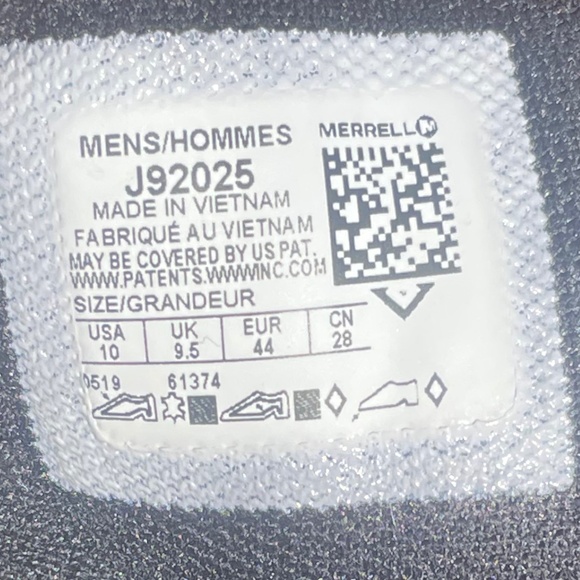 MENS/HOMMES
MERRELL
J92025
MADE IN VIETNAM
FABRIQUÉ AU VIETNAM
MAY BE COVERED BY US PAT.
WWW.PATENTS.WWWINC.COM
SIZE/GRANDEUR
USA UK EUR CN
10 9.5 44 28
0519 61374